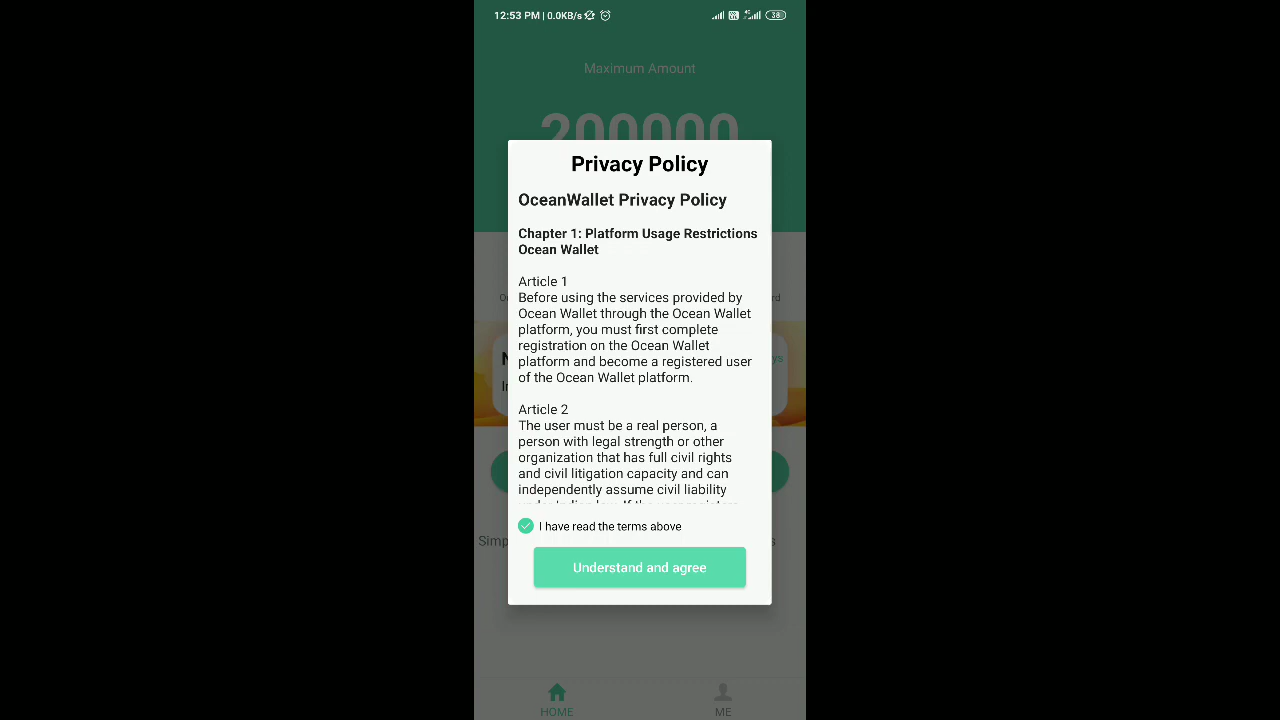 12:53 PM | 0.0KB/s
38
Maximum Amount
200000
Privacy Policy
OceanWallet Privacy Policy
Chapter 1: Platform Usage Restrictions
Ocean Wallet
Article 1
Before using the services provided by
Ocean Wallet through the Ocean Wallet
platform, you must first complete
registration on the Ocean Wallet
platform and become a registered user
of the Ocean Wallet platform.
Article 2
The user must be a real person, a
person with legal strength or other
organization that has full civil rights
and civil litigation capacity and can
independently assume civil liability
I have read the terms above
Understand and agree
HOME
ME